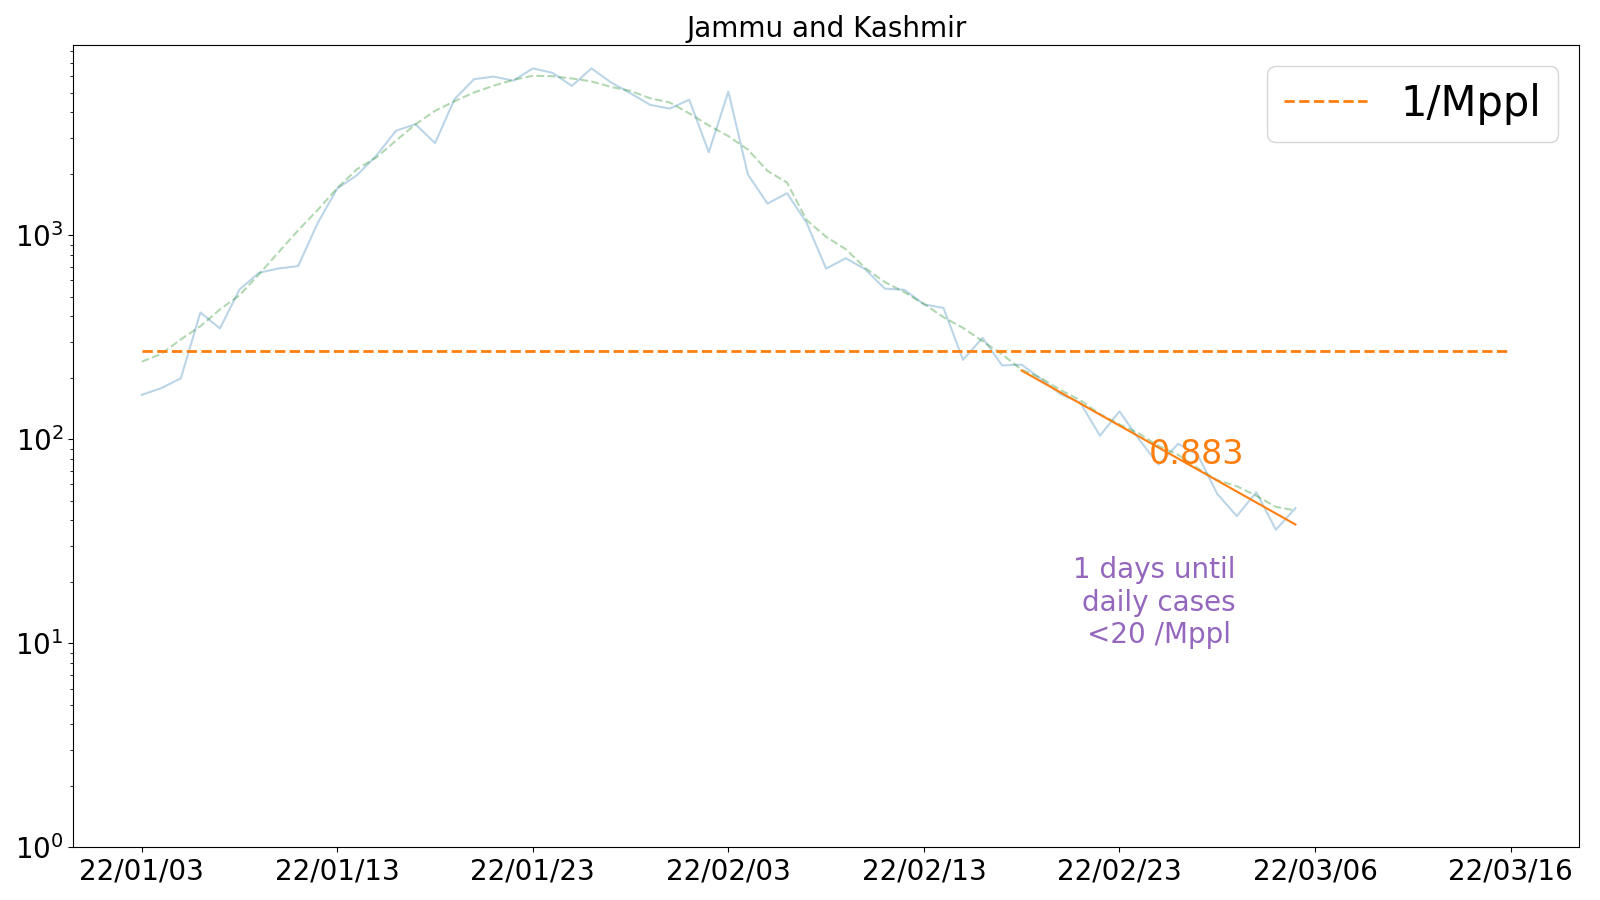 Jammu and Kashmir
1/Mppl
10³
10²
10¹
10⁰
0.883
1 days until
daily cases
<20 /Mppl
22/01/03 22/01/13 22/01/23 22/02/03 22/02/13 22/02/23 22/03/06 22/03/16